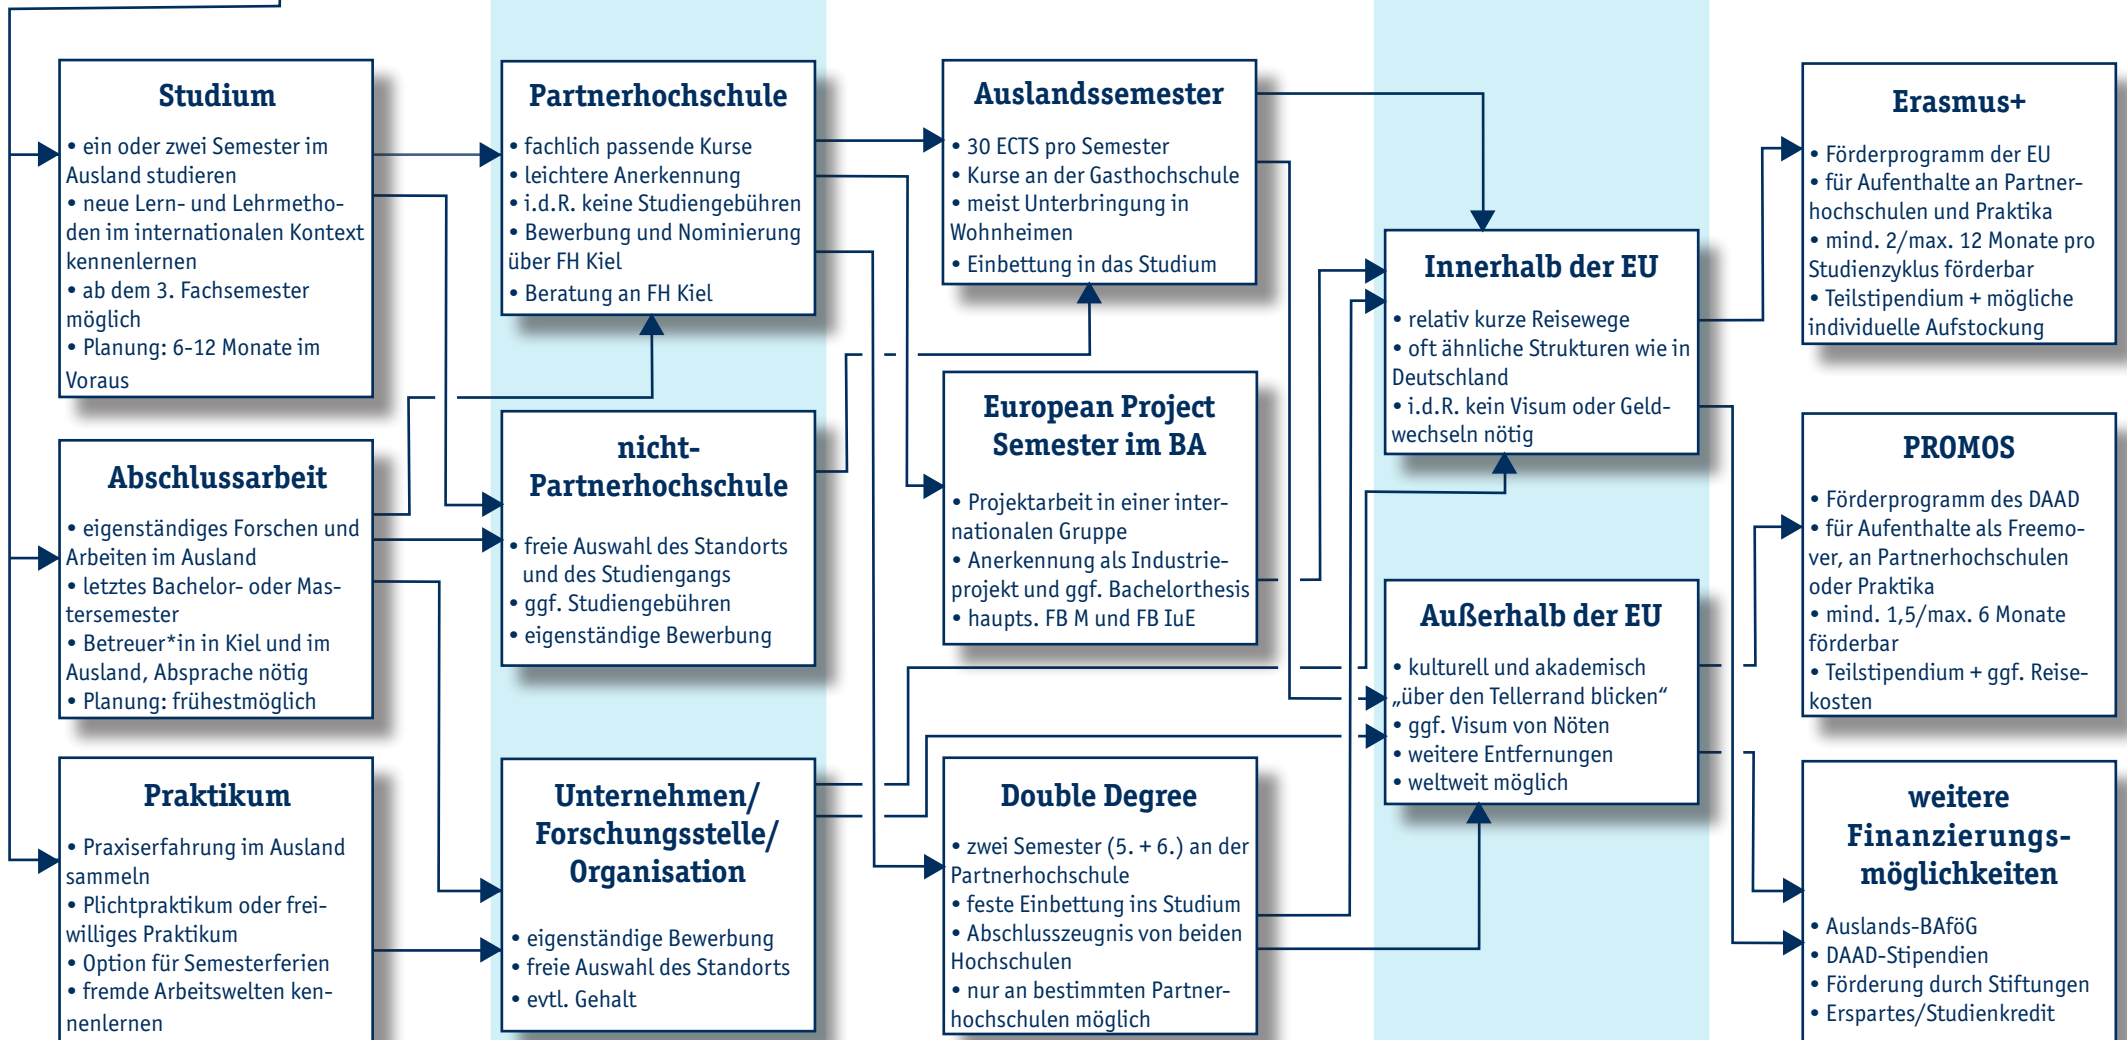 Studium
• ein oder zwei Semester im
Ausland studieren
• neue Lern- und Lehrmetho-
den im internationalen Kontext
kennenlernen
• ab dem 3. Fachsemester
möglich
• Planung: 6-12 Monate im
Voraus
Abschlussarbeit
• eigenständiges Forschen und
Arbeiten im Ausland
• letztes Bachelor- oder Mas-
tersemester
• Betreuer*in in Kiel und im
Ausland, Absprache nötig
• Planung: frühestmöglich
Praktikum
• Praxiserfahrung im Ausland
sammeln
• Plichtpraktikum oder frei-
williges Praktikum
• Option für Semesterferien
• fremde Arbeitswelten ken-
nenlernen
Partnerhochschule
• fachlich passende Kurse
• leichtere Anerkennung
• i.d.R. keine Studiengebühren
• Bewerbung und Nominierung
über FH Kiel
• Beratung an FH Kiel
nicht-
Partnerhochschule
• freie Auswahl des Standorts
und des Studiengangs
• ggf. Studiengebühren
• eigenständige Bewerbung
Unternehmen/
Forschungsstelle/
Organisation
• eigenständige Bewerbung
• freie Auswahl des Standorts
• evtl. Gehalt
Auslandssemester
• 30 ECTS pro Semester
• Kurse an der Gasthochschule
• meist Unterbringung in
Wohnheimen
• Einbettung in das Studium
European Project
Semester im BA
• Projektarbeit in einer inter-
nationalen Gruppe
• Anerkennung als Industrie-
projekt und ggf. Bachelorthesis
• haupts. FB M und FB IuE
Double Degree
• zwei Semester (5. + 6.) an der
Partnerhochschule
• feste Einbettung ins Studium
• Abschlusszeugnis von beiden
Hochschulen
• nur an bestimmten Partner-
hochschulen möglich
Innerhalb der EU
• relativ kurze Reisewege
• oft ähnliche Strukturen wie in
Deutschland
• i.d.R. kein Visum oder Geld-
wechseln nötig
Außerhalb der EU
• kulturell und akademisch
„über den Tellerrand blicken“
• ggf. Visum von Nöten
• weitere Entfernungen
• weltweit möglich
Erasmus+
• Förderprogramm der EU
• für Aufenthalte an Partner-
hochschulen und Praktika
• mind. 2/max. 12 Monate pro
Studienzyklus förderbar
• Teilstipendium + mögliche
individuelle Aufstockung
PROMOS
• Förderprogramm des DAAD
• für Aufenthalte als Freemo-
ver, an Partnerhochschulen
oder Praktika
• mind. 1,5/max. 6 Monate
förderbar
• Teilstipendium + ggf. Reise-
kosten
weitere
Finanzierungs-
möglichkeiten
• Auslands-BAföG
• DAAD-Stipendien
• Förderung durch Stiftungen
• Erspartes/Studienkredit